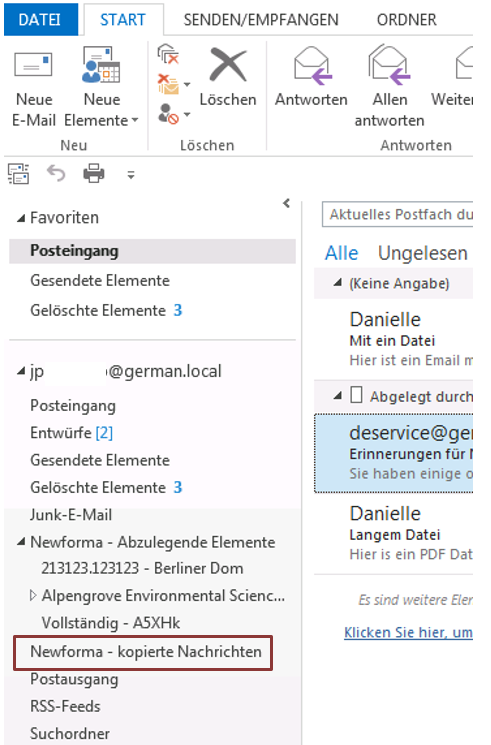 DATEI START SENDEN/EMPFANGEN ORDNER
Neue E-Mail
Neue Elemente
Löschen
Antworten
Allen antworten
Neu
Löschen
Antworten
Favoriten
Posteingang
Gesendete Elemente
Gelöschte Elemente 3
jp @german.local
Posteingang
Entwürfe [2]
Gesendete Elemente
Gelöschte Elemente 3
Junk-E-Mail
Newforma - Abzulegende Elemente
213123.123123 - Berliner Dom
Alpengrove Environmental Scienc...
Vollständig - A5XHk
Newforma - kopierte Nachrichten
Postausgang
RSS-Feeds
Suchordner
Aktuelles Postfach du
Alle Ungelesen
(Keine Angabe)
Danielle
Mit ein Datei
Hier ist ein Email m
Abgelegt durch
deservice@ger
Erinnerungen für
Sie haben einige
Danielle
Langem Datei
Hier is ein PDF Dat
Es sind weitere Eler
Klicken Sie hier, um